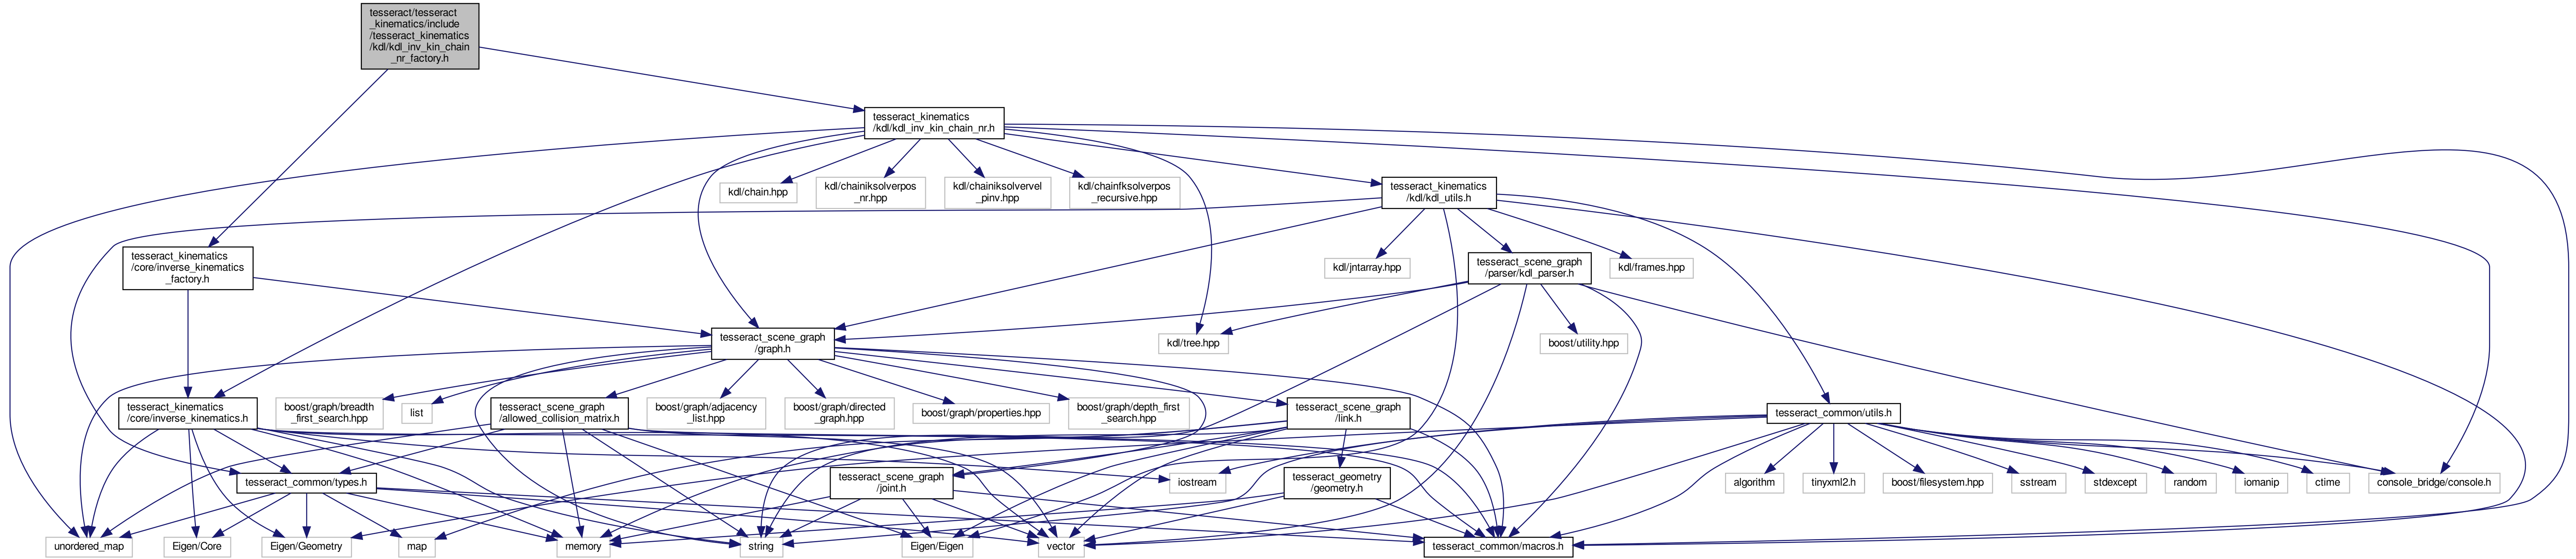 tesseract/tesseract
_kinematics/include
/tesseract_kinematics
/kdl/kdl_inv_kin_chain
_nr_factory.h
tesseract_kinematics
/kdl/kdl_inv_kin_chain_nr.h
kdl/chain.hpp
kdl/chainiksolverpos
_nr.hpp
kdl/chainiksolvervel
_pinv.hpp
kdl/chainfksolverpos
_recursive.hpp
tesseract_kinematics
/kdl/kdl_utils.h
tesseract_kinematics
/core/inverse_kinematics
_factory.h
kdl/jntarray.hpp
tesseract_scene_graph
/parser/kdl_parser.h
kdl/frames.hpp
tesseract_scene_graph
/graph.h
kdl/tree.hpp
boost/utility.hpp
tesseract_kinematics
/core/inverse_kinematics.h
boost/graph/breadth
_first_search.hpp
list
tesseract_scene_graph
/allowed_collision_matrix.h
boost/graph/adjacency
_list.hpp
boost/graph/directed
_graph.hpp
boost/graph/properties.hpp
boost/graph/depth_first
_search.hpp
tesseract_scene_graph
/link.h
tesseract_common/utils.h
tesseract_common/types.h
tesseract_scene_graph
/joint.h
iostream
tesseract_geometry
/geometry.h
algorithm
tinyxml2.h
boost/filesystem.hpp
sstream
stdexcept
random
iomanip
ctime
console_bridge/console.h
unordered_map
Eigen/Core
Eigen/Geometry
map
memory
string
Eigen/Eigen
vector
tesseract_common/macros.h